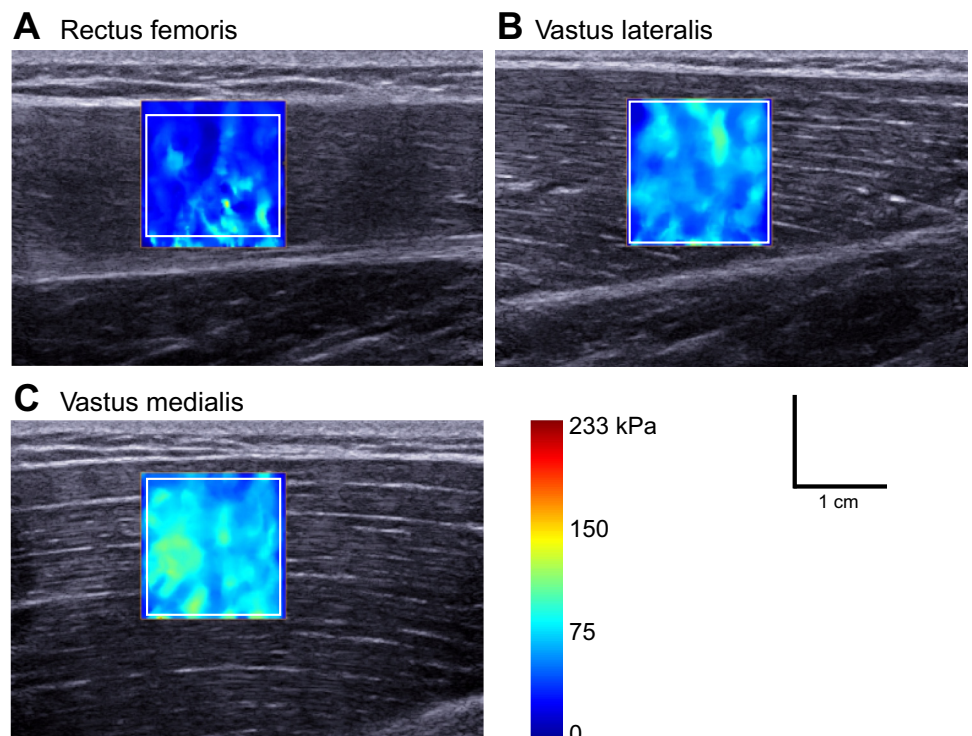 A Rectus femoris
B Vastus lateralis
C Vastus medialis
233 kPa
150
75
0
1 cm